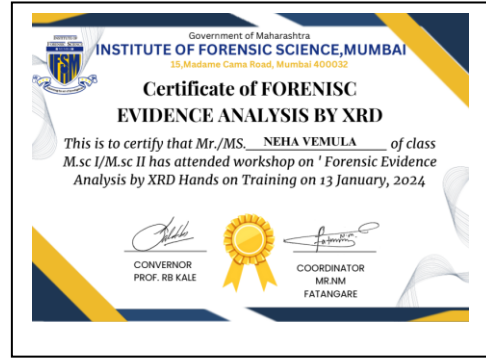 Government of Maharashtra
INSTITUTE OF FORENSIC SCIENCE,MUMBAI
15,Madame Cama Road, Mumbai 400032
IFSM
Certificate of FORENISC
EVIDENCE ANALYSIS BY XRD
This is to certify that Mr./MS. NEHA VEMULA of class
M.sc I/M.sc II has attended workshop on ' Forensic Evidence
Analysis by XRD Hands on Training on 13 January, 2024
CONVERNOR
PROF. RB KALE
COORDINATOR
MR.NM
FATANGARE